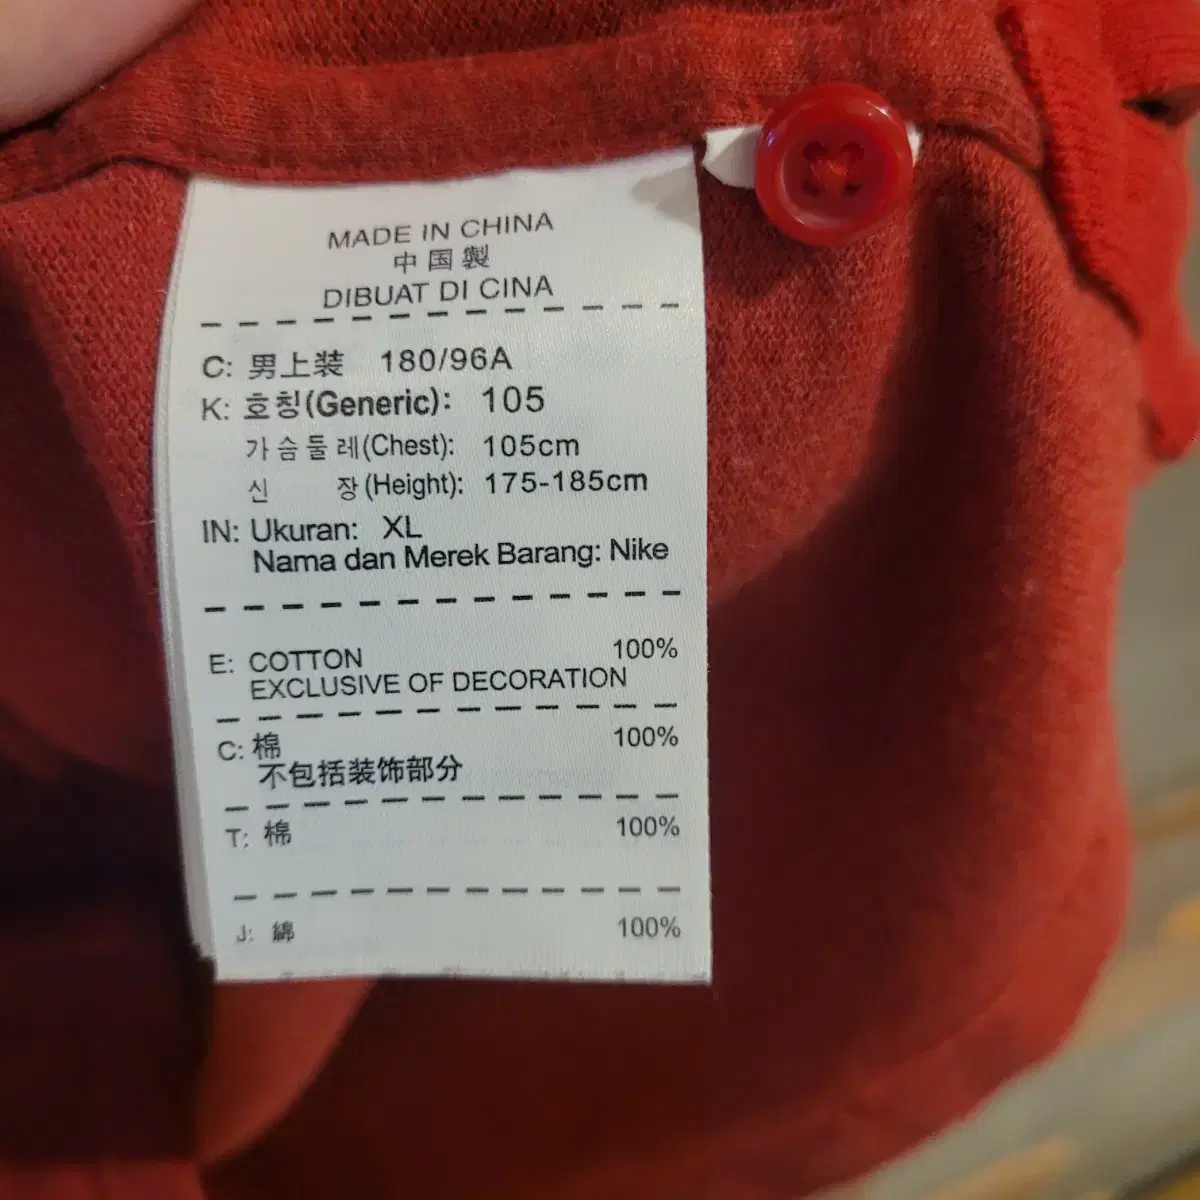 MADE IN CHINA
中国製
DIBUAT DI CINA
C: 男上装 180/96A
K: 호칭(Generic): 105
가슴둘레(Chest): 105cm
신 장(Height): 175-185cm
IN: Ukuran: XL
Nama dan Merek Barang: Nike
E: COTTON 100%
EXCLUSIVE OF DECORATION
C: 棉 100%
不包括装饰部分
T: 棉 100%
J: 綿 100%